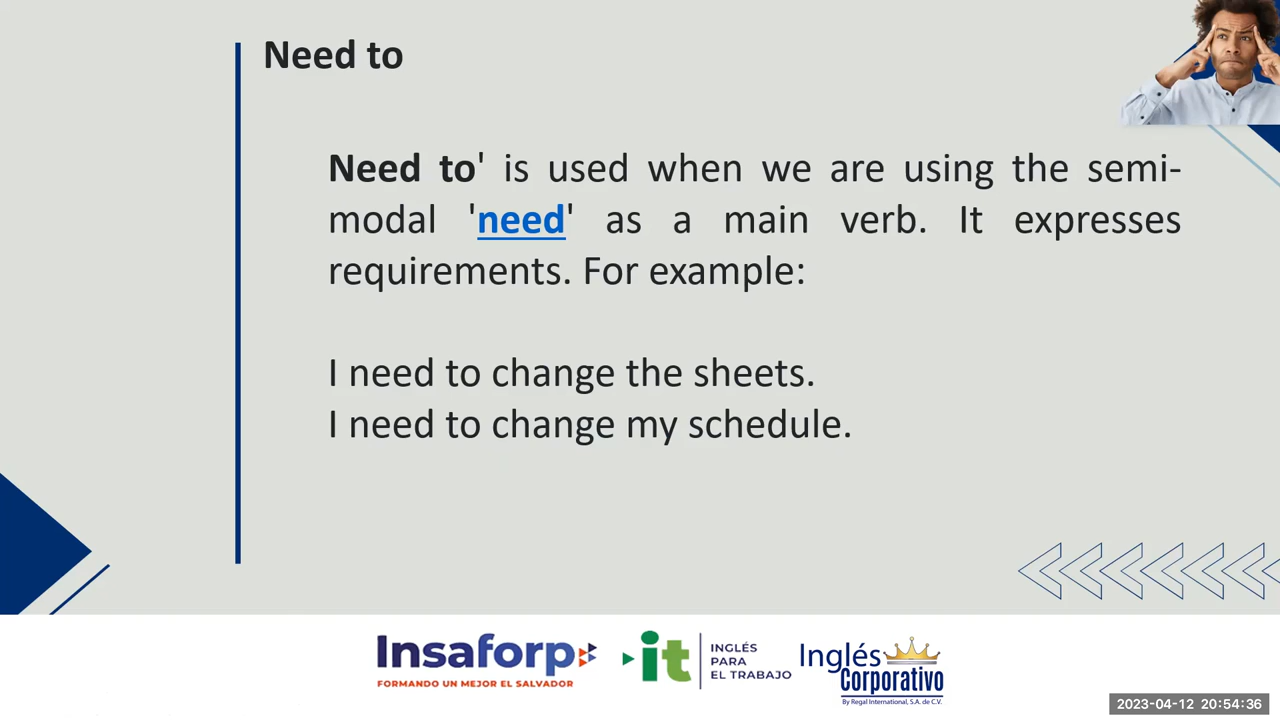 Need to
Need to' is used when we are using the semi-
modal 'need' as a main verb. It expresses
requirements. For example:
I need to change the sheets.
I need to change my schedule.
Insaforp
FORMANDO UN MEJOR EL SALVADOR
it
INGLÉS
PARA
EL TRABAJO
Inglés
Corporativo
By Regal International, S.A. de C.V.
2023-04-12 20:54:36